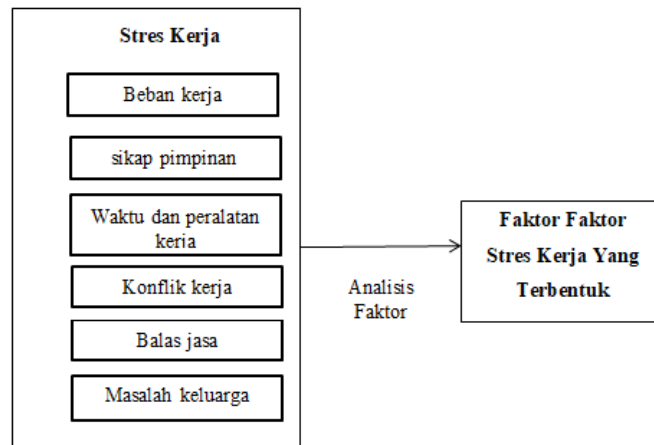 Stres Kerja
Beban kerja
sikap pimpinan
Waktu dan peralatan
kerja
Konflik kerja
Balas jasa
Masalah keluarga
Analisis
Faktor
Faktor Faktor
Stres Kerja Yang
Terbentuk